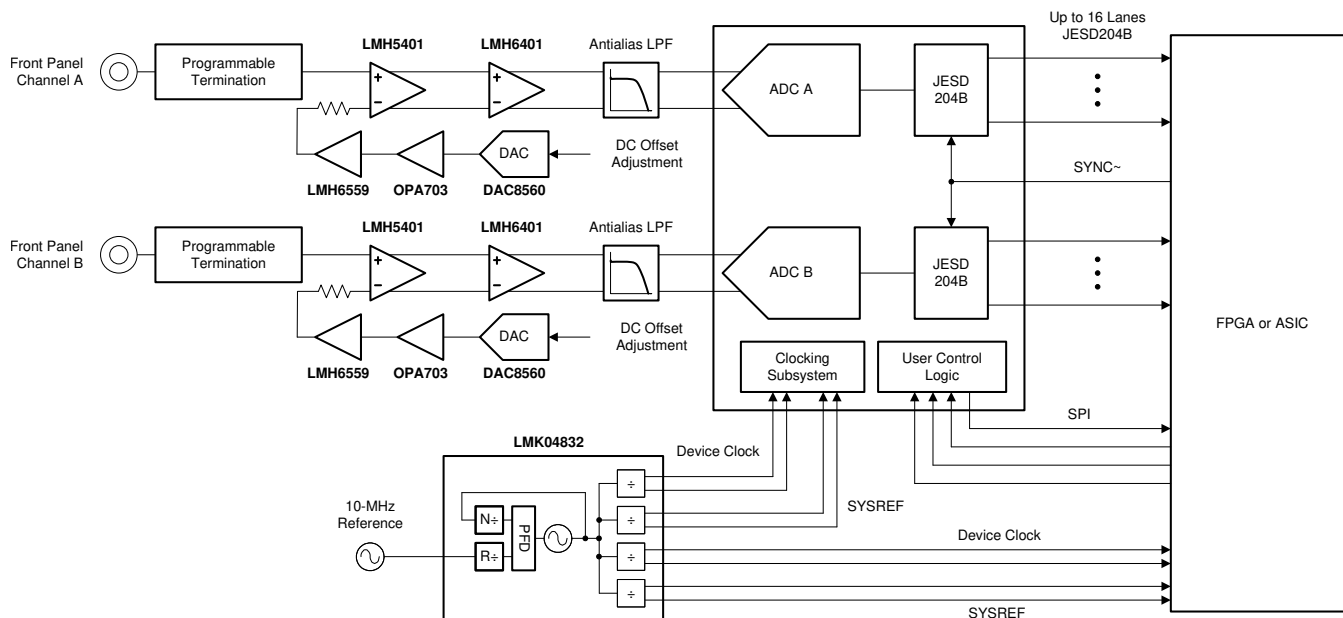 Up to 16 Lanes
JESD204B
LMH5401
LMH6401
Antialias LPF
Front Panel
Channel A
Programmable
Termination
+
−
+
−
ADC A
JESD
204B
DC Offset
Adjustment
DAC
LMH6559
OPA703
DAC8560
SYNC~
LMH5401
LMH6401
Antialias LPF
Front Panel
Channel B
Programmable
Termination
+
−
+
−
ADC B
JESD
204B
FPGA or ASIC
DC Offset
Adjustment
DAC
LMH6559
OPA703
DAC8560
Clocking
Subsystem
User Control
Logic
SPI
LMK04832
Device Clock
÷
10-MHz
Reference
N÷
PFD
R÷
÷
SYSREF
÷
Device Clock
÷
SYSREF